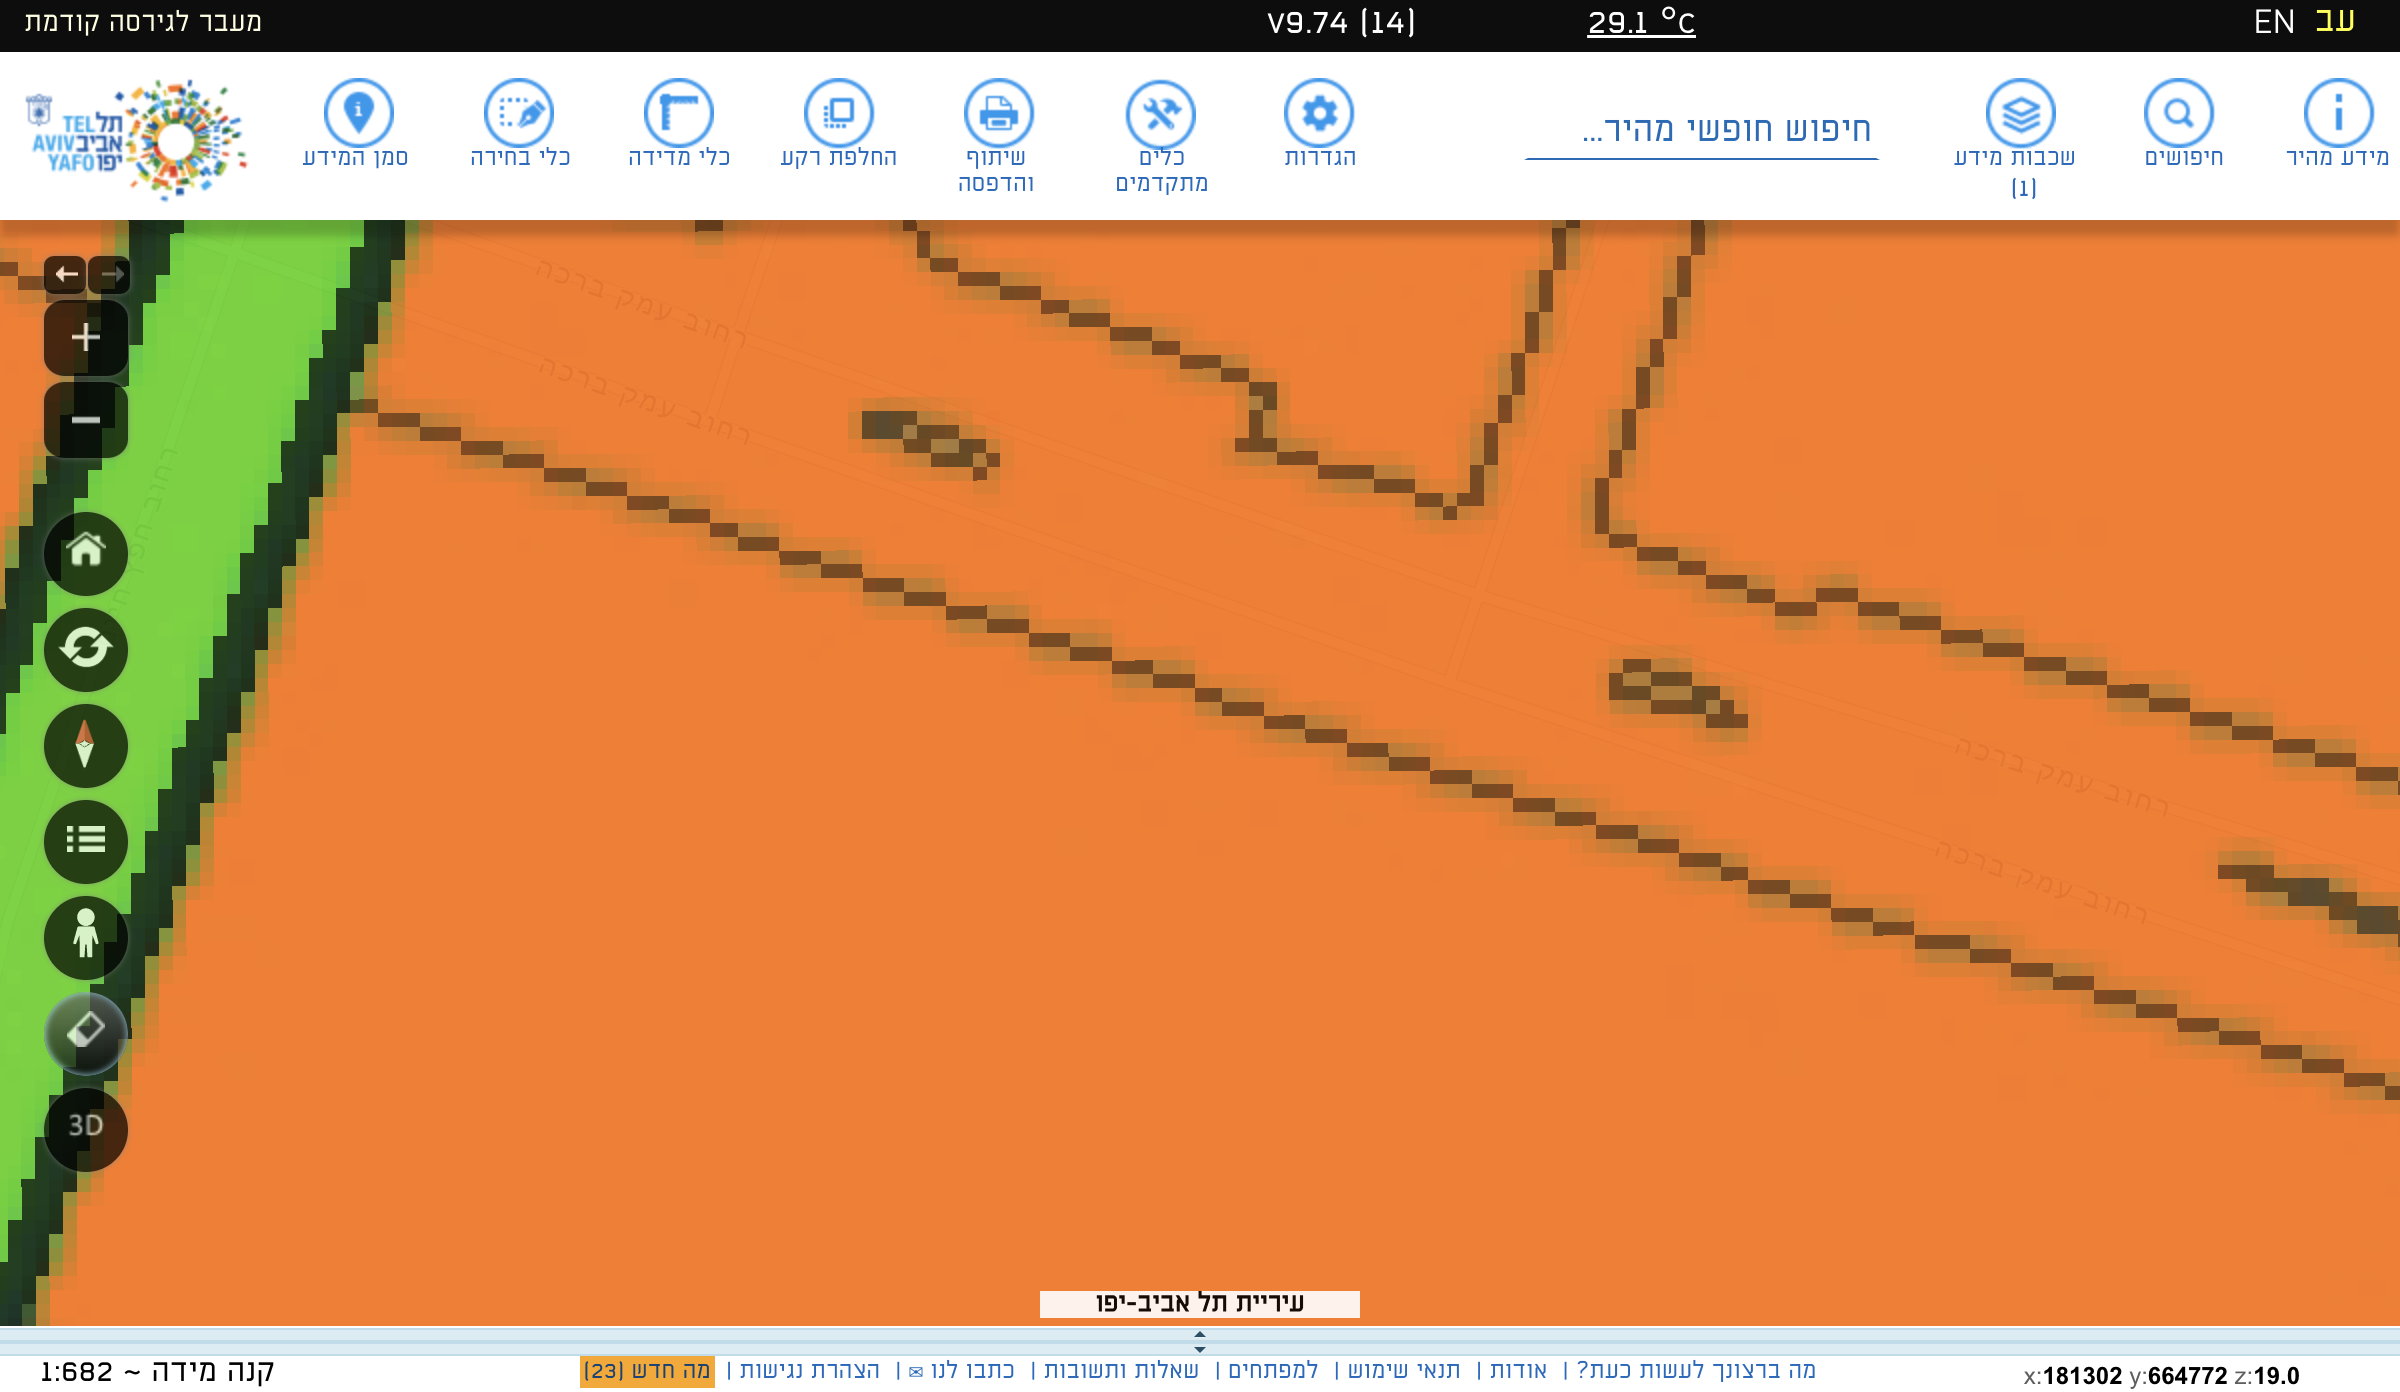 עב EN
29.1 °C
V9.74 (14)
מעבר לגירסה קודמת
מידע מהיר
חיפושים
שכבות מידע
(1)
חיפוש חופשי מהיר...
הגדרות
כלים
מתקדמים
שיתוף
והדפסה
החלפת רקע
כלי מדידה
כלי בחירה
סמן המידע
תל TEL
אביב AVIV
יפו YAFO
רחוב עמק ברכה
רחוב עמק ברכה
רחוב עמק ברכה
רחוב עמק ברכה
רחוב חפץ
3D
עיריית תל אביב-יפו
x:181302 y:664772 z:19.0
מה ברצונך לעשות כעת? | אודות | תנאי שימוש | למפתחים | שאלות ותשובות | כתבו לנו ✉ | הצהרת נגישות | מה חדש (23)
קנה מידה ~ 1:682